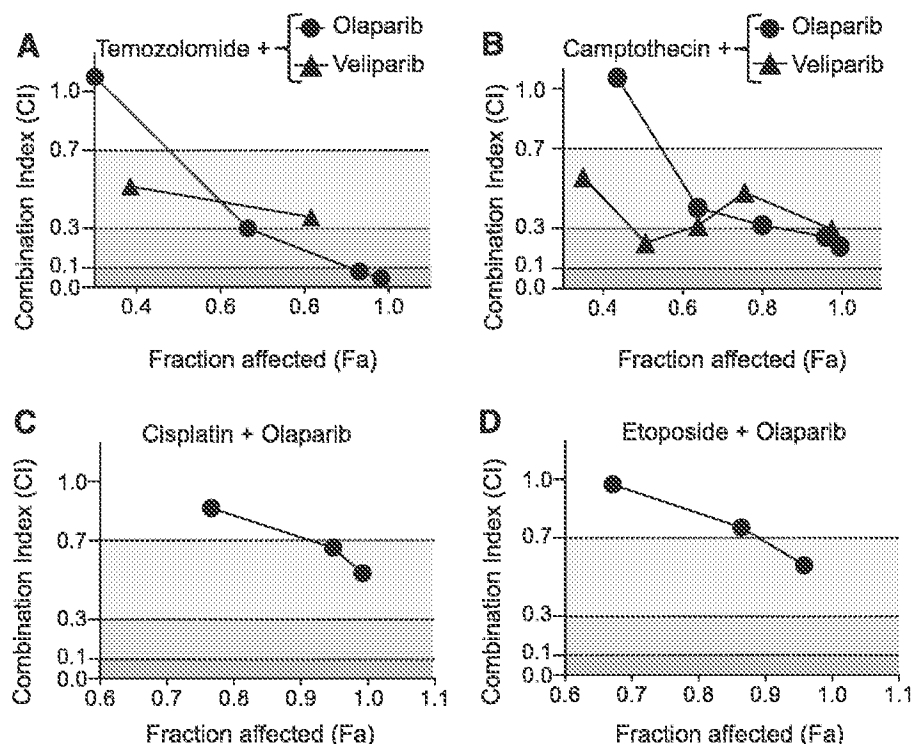 A
Temozolomide +
Olaparib
Veliparib
Combination Index (CI)
1.0
0.7
0.3
0.1
0.0
0.4 0.6 0.8 1.0
Fraction affected (Fa)
B
Camptothecin +
Olaparib
Veliparib
Combination Index (CI)
1.0
0.7
0.3
0.1
0.0
0.4 0.6 0.8 1.0
Fraction affected (Fa)
C
Cisplatin + Olaparib
Combination Index (CI)
1.0
0.7
0.3
0.1
0.0
0.6 0.7 0.8 0.9 1.0 1.1
Fraction affected (Fa)
D
Etoposide + Olaparib
Combination Index (CI)
1.0
0.7
0.3
0.1
0.0
0.6 0.7 0.8 0.9 1.0 1.1
Fraction affected (Fa)